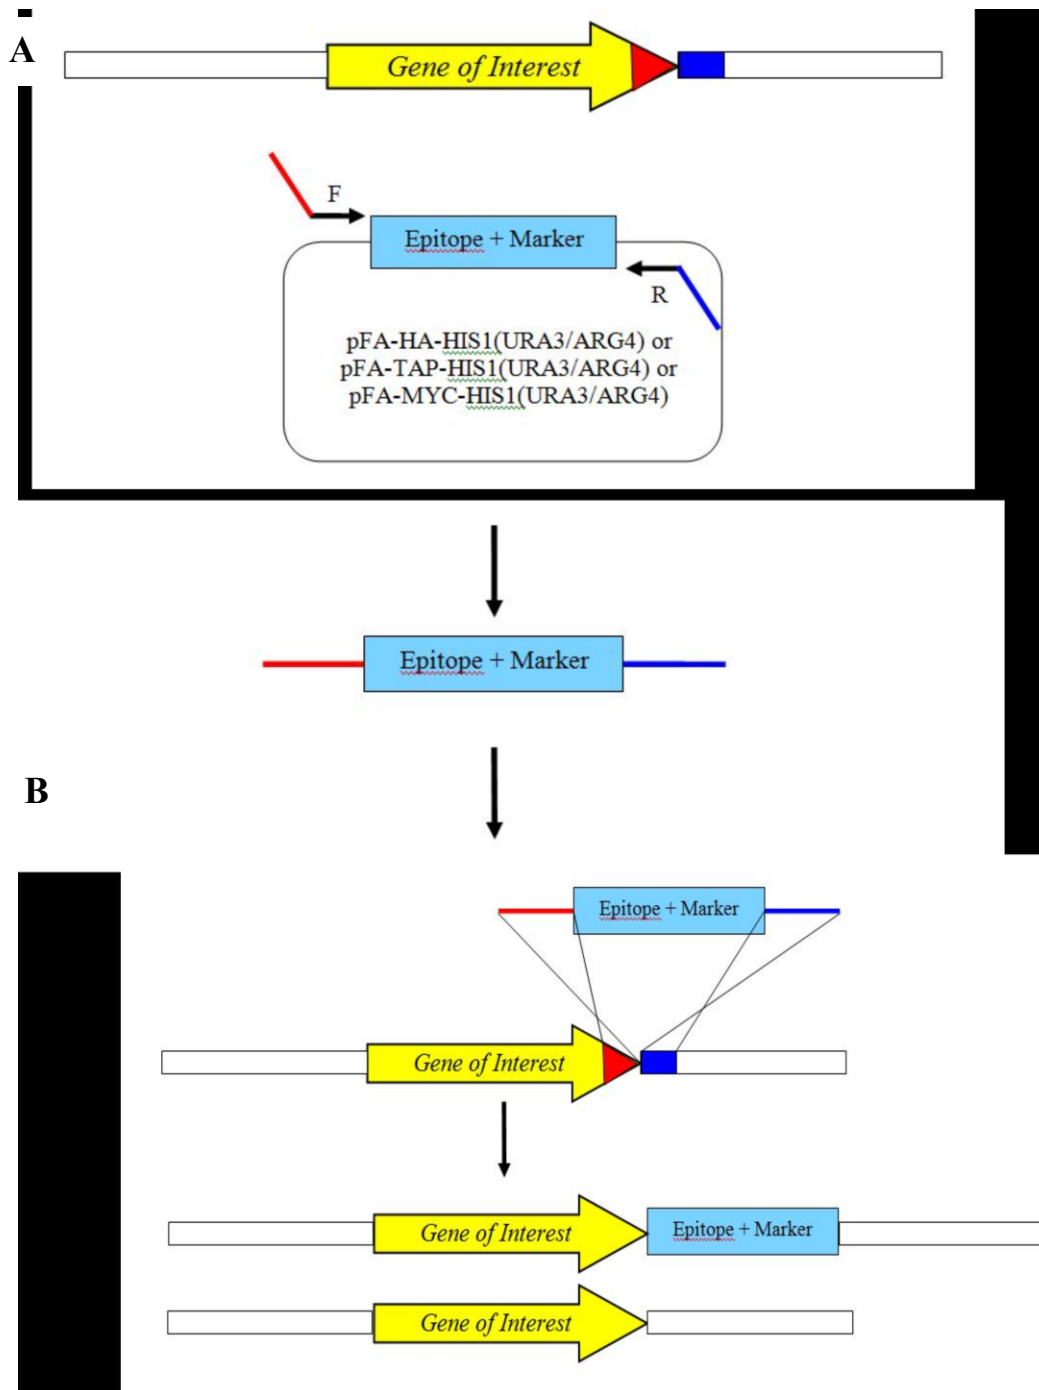 A
Gene of Interest
F
Epitope + Marker
R
pFA-HA-HIS1(URA3/ARG4) or
pFA-TAP-HIS1(URA3/ARG4) or
pFA-MYC-HIS1(URA3/ARG4)
Epitope + Marker
B
Epitope + Marker
Gene of Interest
Gene of Interest
Epitope + Marker
Gene of Interest